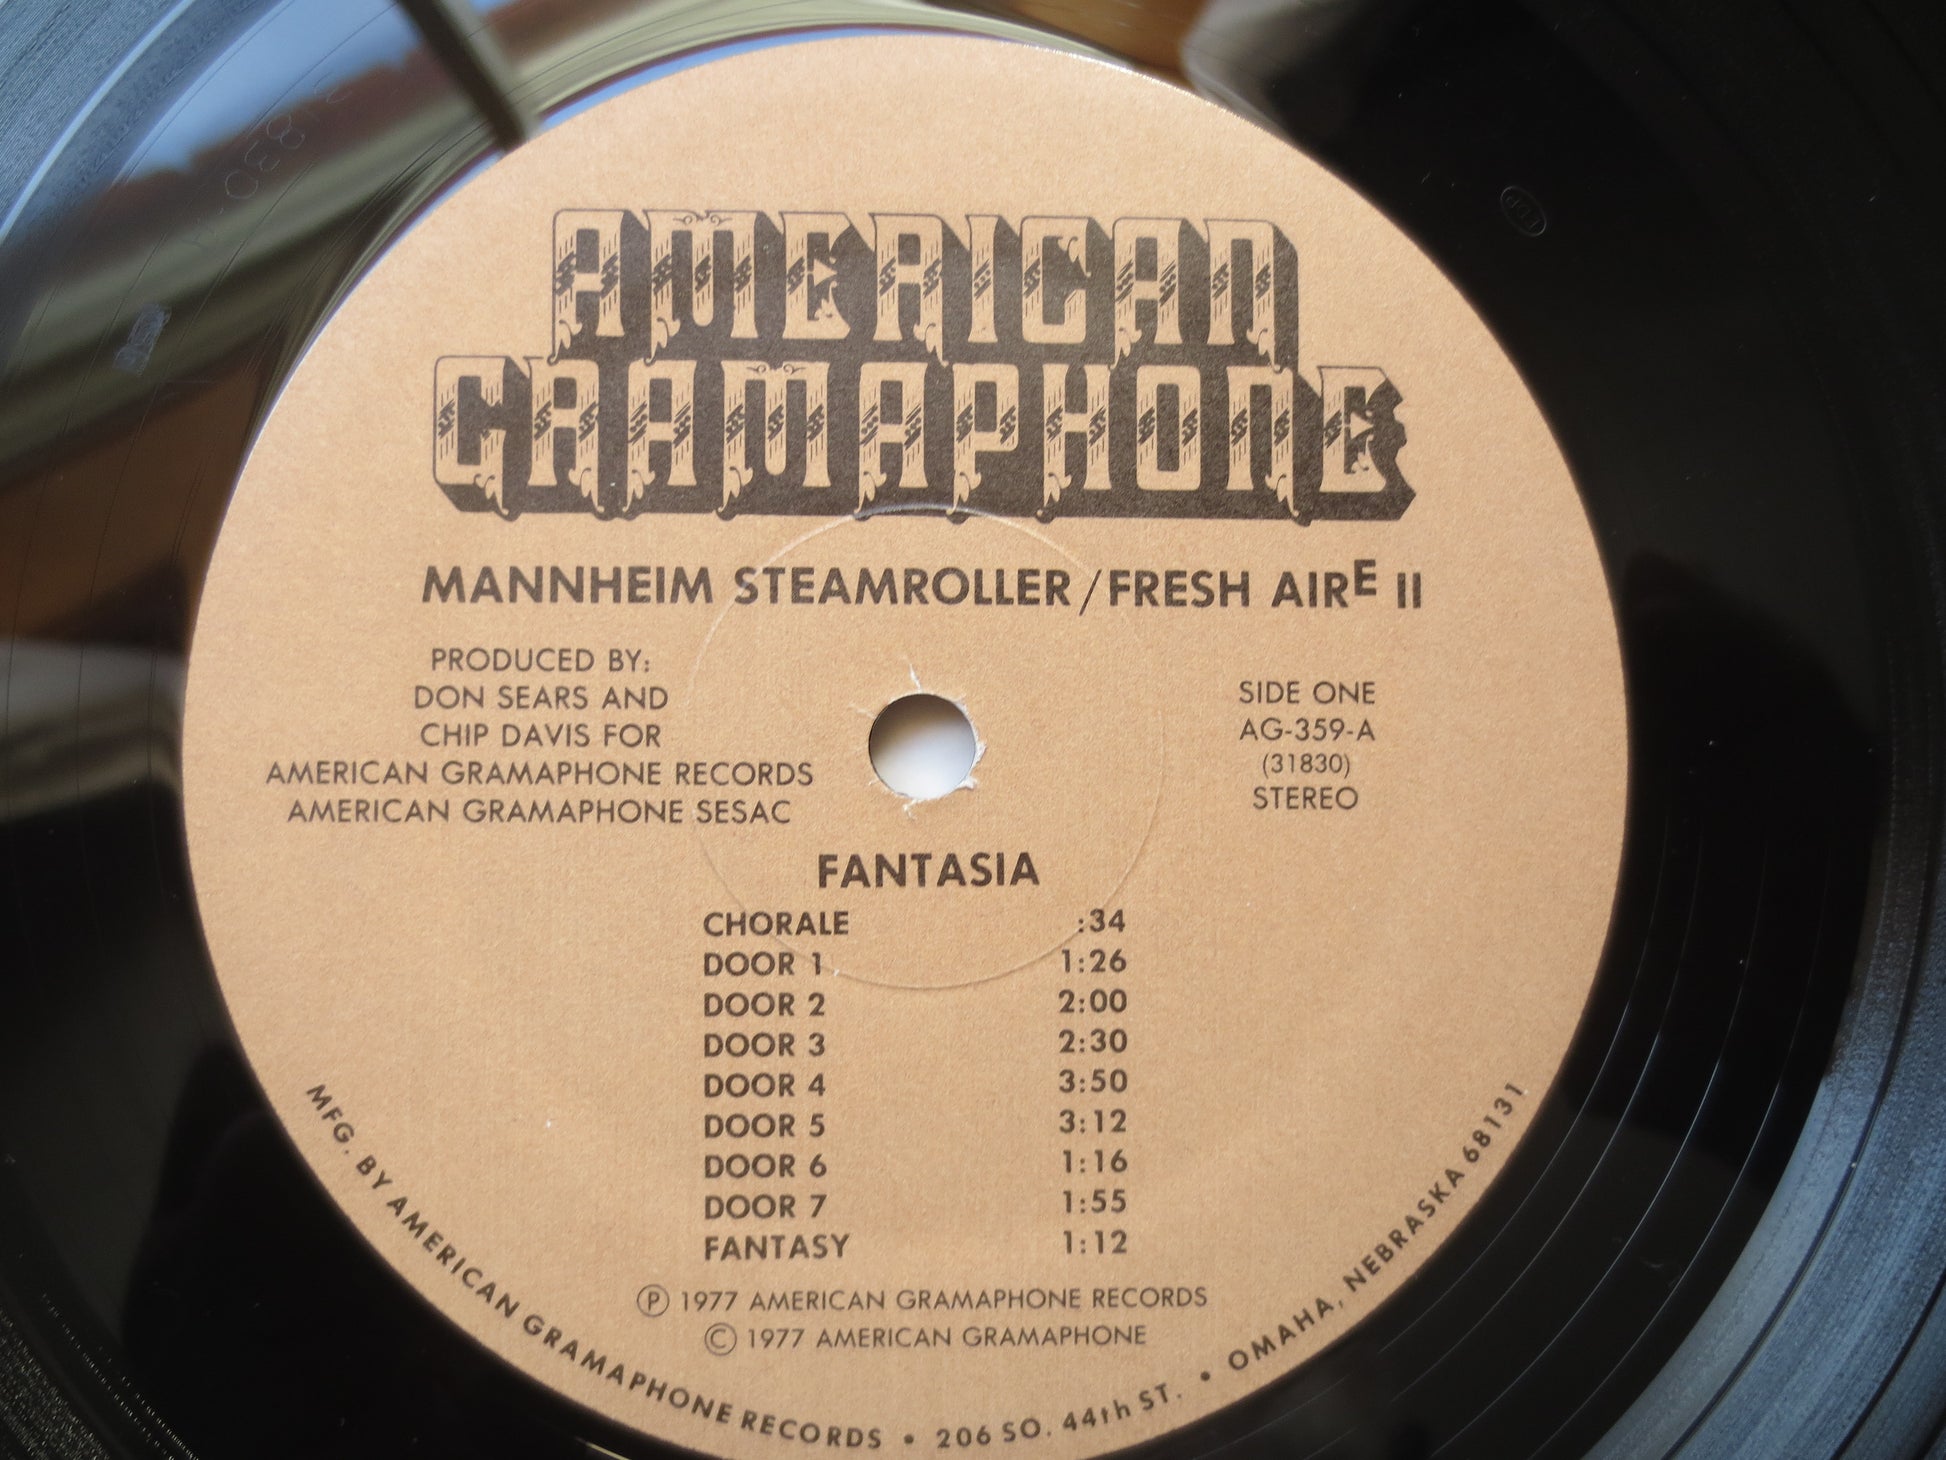 AMERICAN
GRAMAPHONE
MANNHEIM STEAMROLLER/FRESH AIRE II
PRODUCED BY:
DON SEARS AND
CHIP DAVIS FOR
AMERICAN GRAMAPHONE RECORDS
AMERICAN GRAMAPHONE SESAC
SIDE ONE
AG-359-A
(31830)
STEREO
FANTASIA
CHORALE :34
DOOR 1 1:26
DOOR 2 2:00
DOOR 3 2:30
DOOR 4 3:50
DOOR 5 3:12
DOOR 6 1:16
DOOR 7 1:55
FANTASY 1:12
Ⓟ 1977 AMERICAN GRAMAPHONE RECORDS
© 1977 AMERICAN GRAMAPHONE
MFG. BY AMERICAN GRAMAPHONE RECORDS • 206 SO. 44th ST. • OMAHA, NEBRASKA 68131